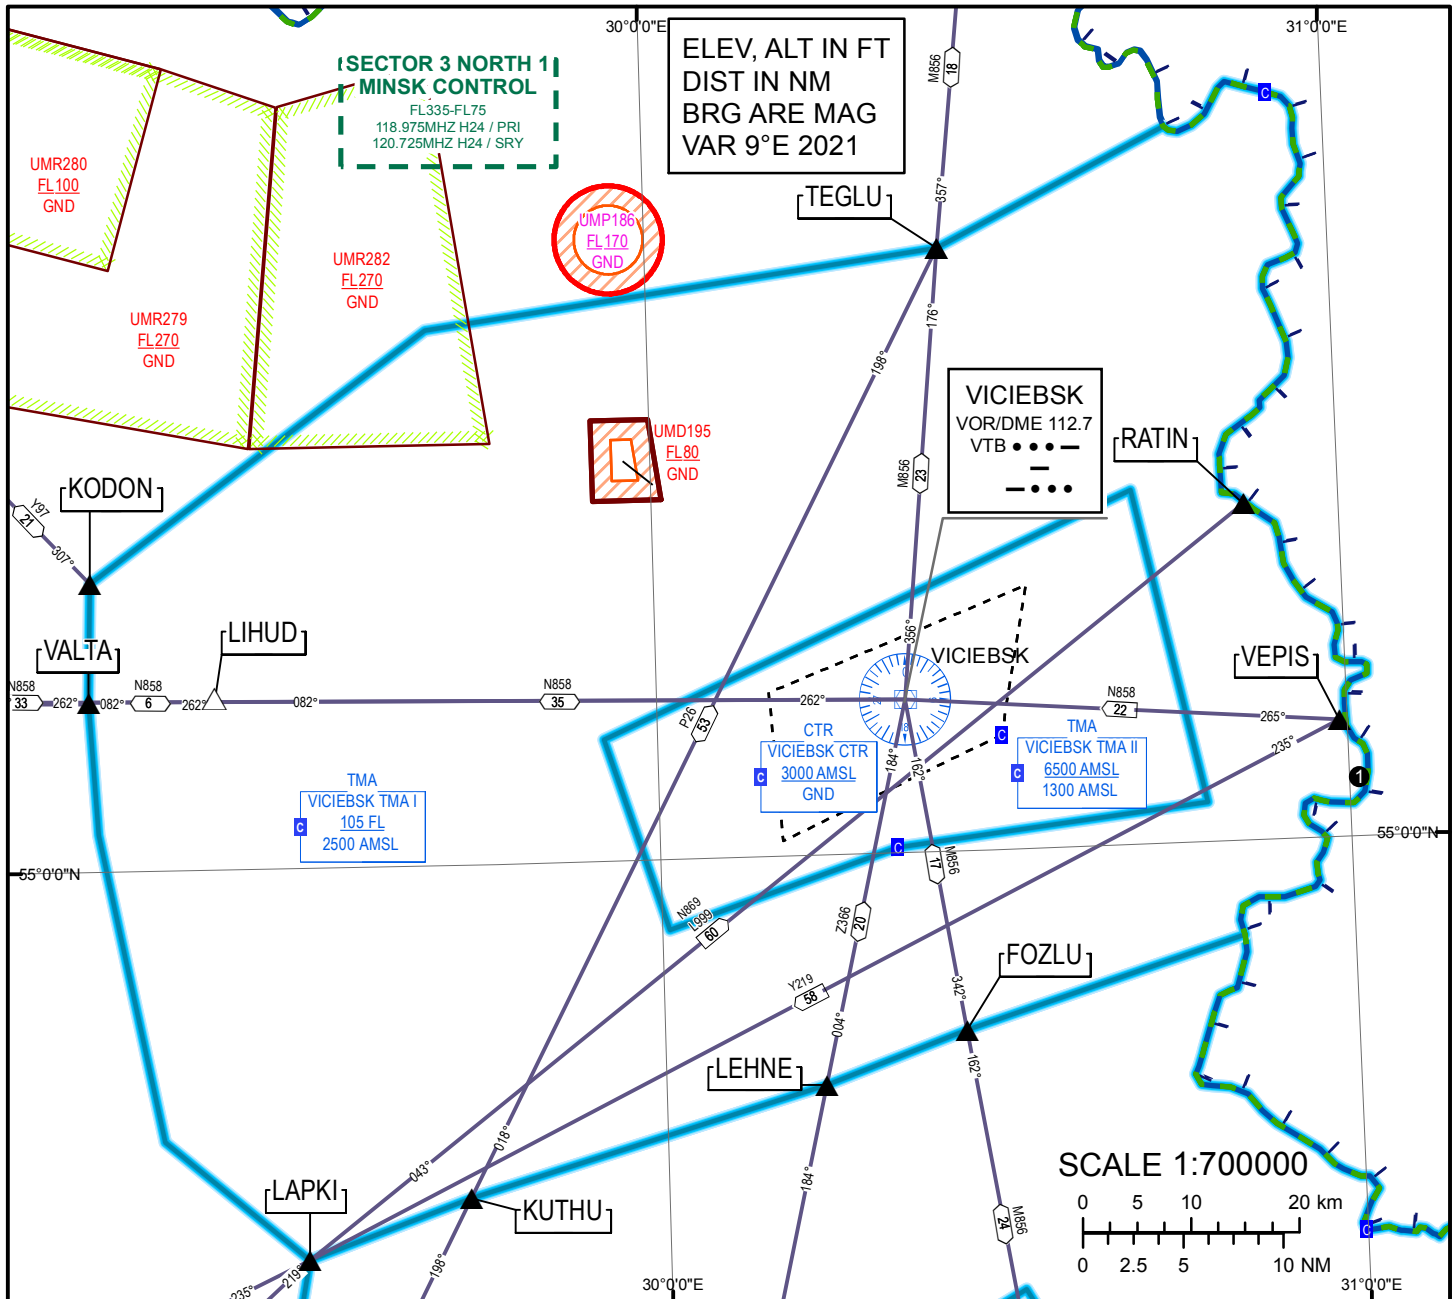 30°0'0"E
31°0'0"E
ELEV, ALT IN FT
DIST IN NM
BRG ARE MAG
VAR 9°E 2021
SECTOR 3 NORTH 1
MINSK CONTROL
FL335-FL75
118.975MHZ H24 / PRI
120.725MHZ H24 / SRY
M856
18
C
UMR280
FL100
GND
UMP186
FL170
GND
TEGLU
357°
UMR282
FL270
GND
UMR279
FL270
GND
176°
198°
VICIEBSK
VOR/DME 112.7
VTB
RATIN
UMD195
FL80
GND
M856
23
KODON
Y97
21
307°
VALTA
LIHUD
356°
VICIEBSK
VEPIS
N858
33
262°
082°
N858
6
262°
082°
N858
35
262°
N858
22
265°
235°
P26
53
CTR
VICIEBSK CTR
3000 AMSL
GND
C
184°
162°
C
TMA
VICIEBSK TMA II
6500 AMSL
1300 AMSL
C
1
TMA
VICIEBSK TMA I
105 FL
2500 AMSL
C
55°0'0"N
55°0'0"N
C
M856
17
N869
L999
60
Z366
20
Y219
58
FOZLU
342°
004°
162°
LEHNE
018°
043°
184°
LAPKI
KUTHU
M856
24
SCALE 1:700000
0 5 10 20 km
0 2.5 5 10 NM
C
235°
219°
198°
30°0'0"E
31°0'0"E